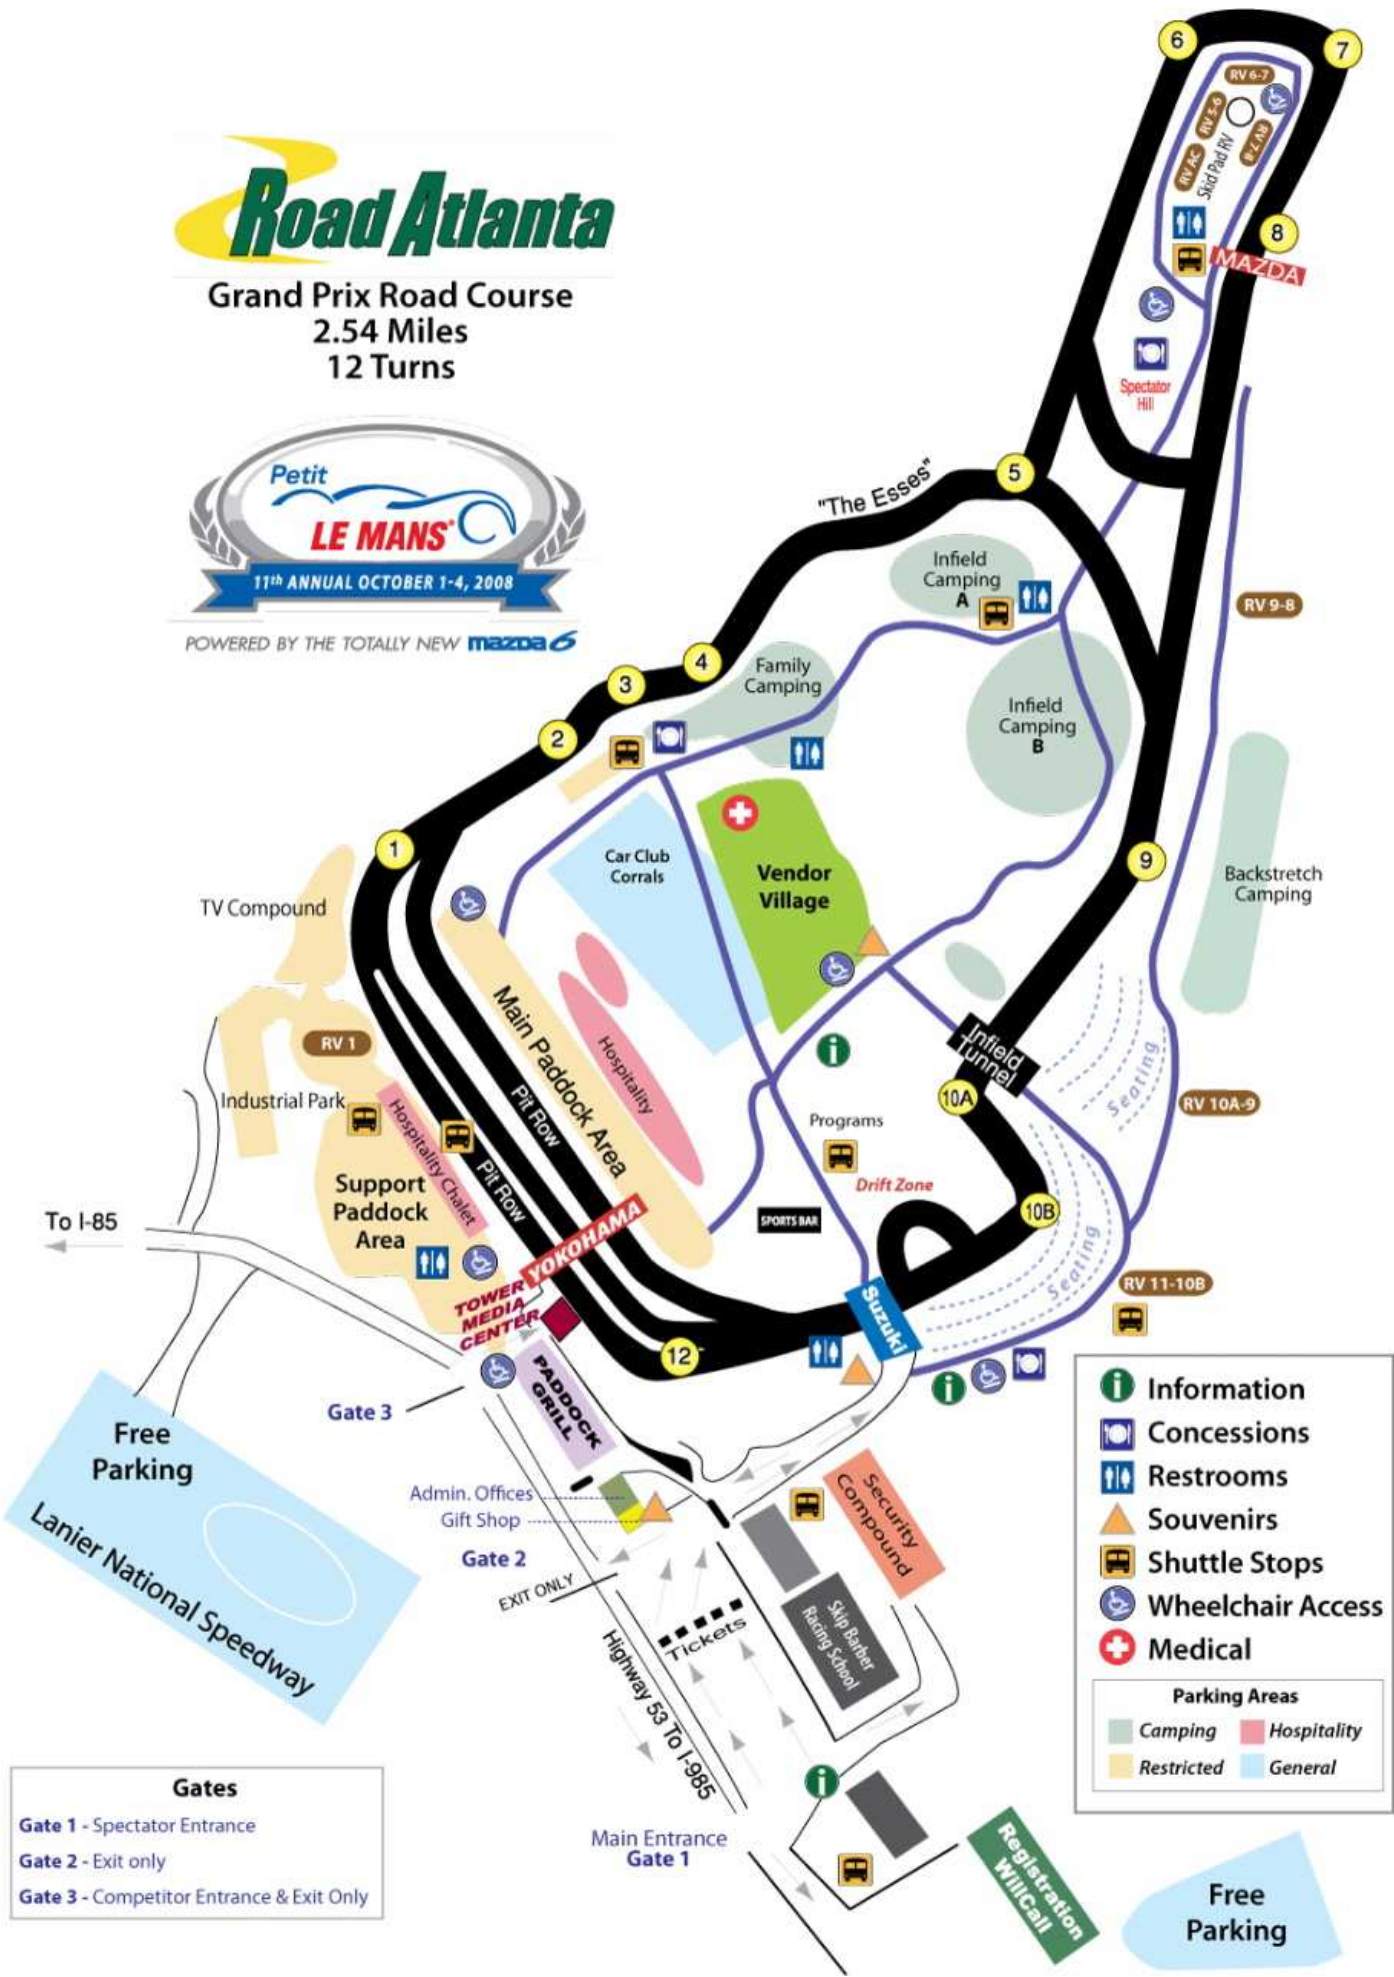 6
7
RV 6-7
RV 5-6
RV 7-8
RV AC
Skid Pad RV
8
MAZDA
Road Atlanta
Grand Prix Road Course
2.54 Miles
12 Turns
Spectator
Hill
Petit
LE MANS®
11th ANNUAL OCTOBER 1-4, 2008
POWERED BY THE TOTALLY NEW mazda6
"The Esses"
5
Infield
Camping
A
RV 9-8
4
3
2
Family
Camping
Infield
Camping
B
1
9
Car Club
Corrals
Vendor
Village
Backstretch
Camping
TV Compound
Main Paddock Area
Hospitality
RV 1
Infield
Tunnel
Seating
10A
RV 10A-9
Industrial Park
Hospitality Chalet
Pit Row
Pit Row
Programs
Drift Zone
Support
Paddock
Area
To I-85
SPORTS BAR
10B
Seating
YOKOHAMA
RV 11-10B
TOWER
MEDIA
CENTER
Suzuki
12
PADDOCK
GRILL
Gate 3
Free
Parking
Lanier National Speedway
Admin. Offices
Gift Shop
Gate 2
EXIT ONLY
Security
Compound
Skip Barber
Racing School
Tickets
Highway 53 To I-985
Main Entrance
Gate 1
Registration
WillCall
Free
Parking
Information
Concessions
Restrooms
Souvenirs
Shuttle Stops
Wheelchair Access
Medical
Parking Areas
Camping
Hospitality
Restricted
General
Gates
Gate 1 - Spectator Entrance
Gate 2 - Exit only
Gate 3 - Competitor Entrance & Exit Only